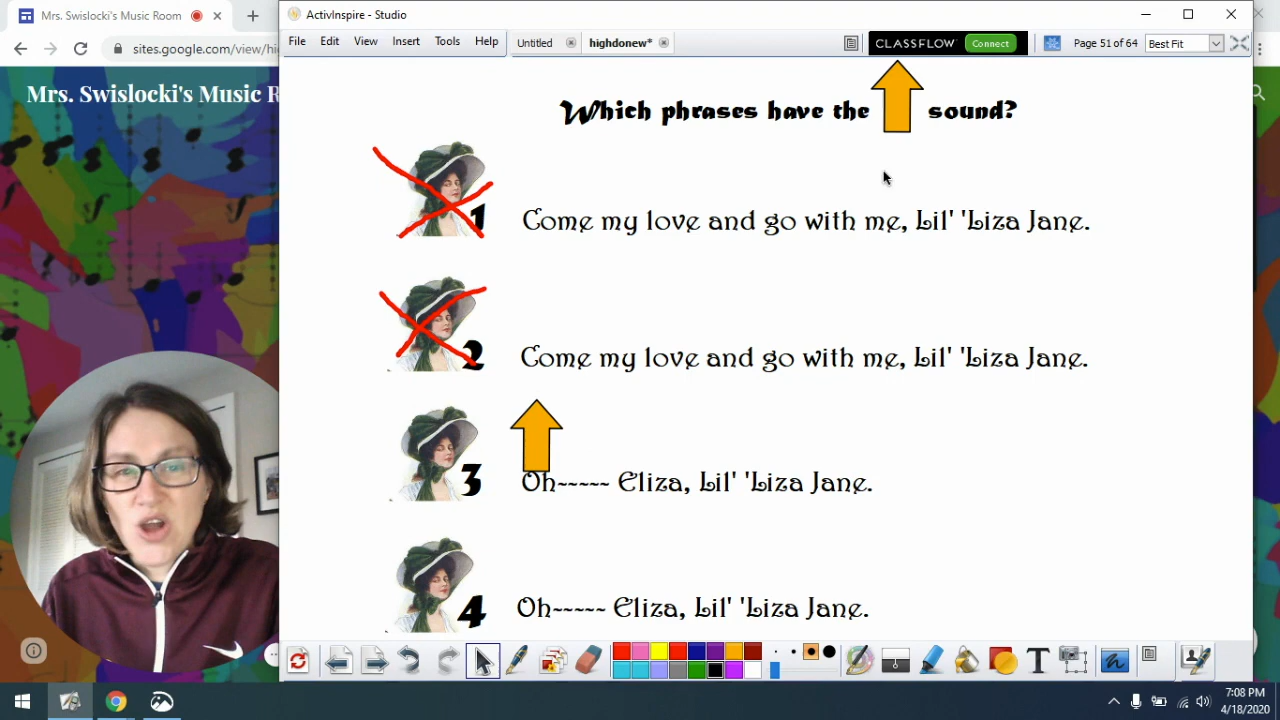 Mrs. Swislocki's Music Room
ActivInspire - Studio
sites.google.com/view/hi
File Edit View Insert Tools Help
Untitled
highdonew*
CLASSFLOW Connect
Page 51 of 64
Best Fit
Mrs. Swislocki's Music R
Which phrases have the sound?
1 Come my love and go with me, Lil' 'Liza Jane.
2 Come my love and go with me, Lil' 'Liza Jane.
3 Oh----- Eliza, Lil' 'Liza Jane.
4 Oh~~~~~ Eliza, Lil' 'Liza Jane.
7:08 PM
4/18/2020